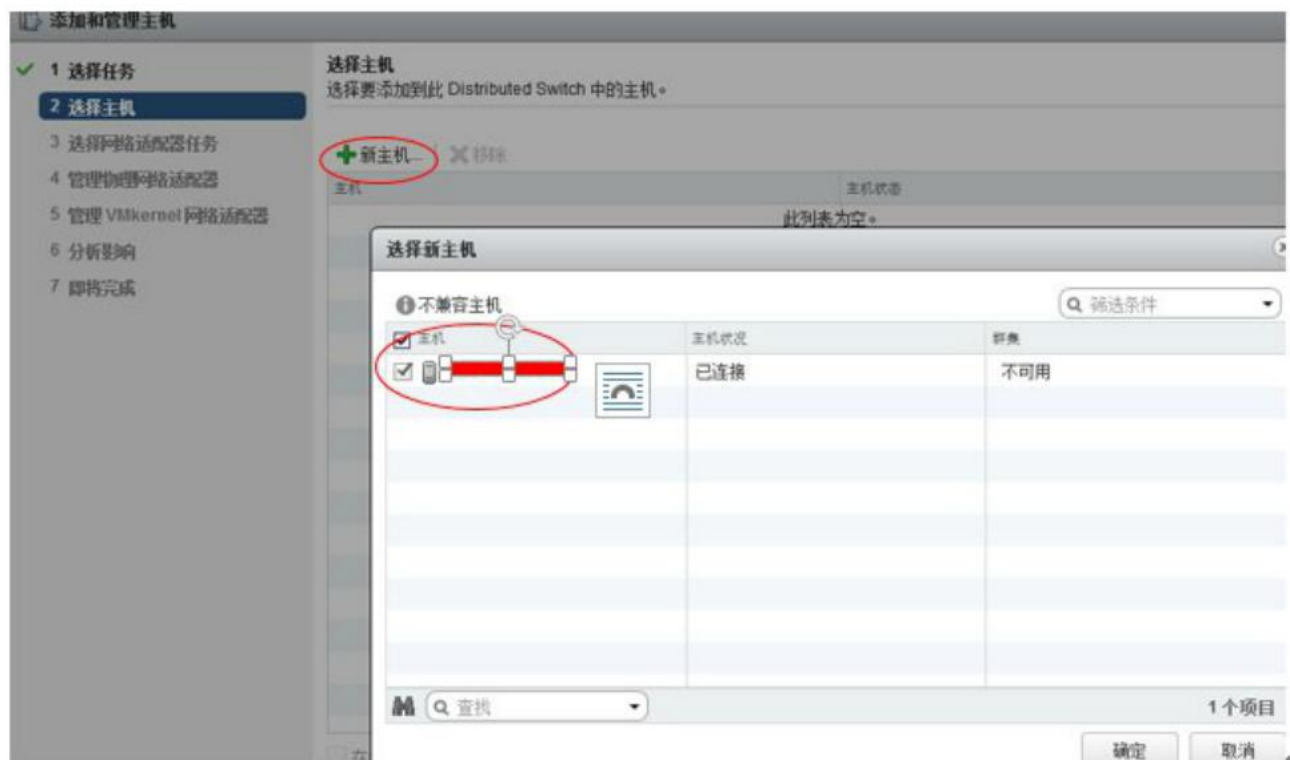 添加和管理主机
1 选择任务
2 选择主机
3 选择网络适配器任务
4 管理物理网络适配器
5 管理 VMkernel 网络适配器
6 分析影响
7 即将完成
选择主机
选择要添加到此 Distributed Switch 中的主机。
新主机... 移除
主机 主机状态
此列表为空。
选择新主机
不兼容主机 筛选条件
主机 主机状况 群集
已连接 不可用
查找 1 个项目
确定 取消
在